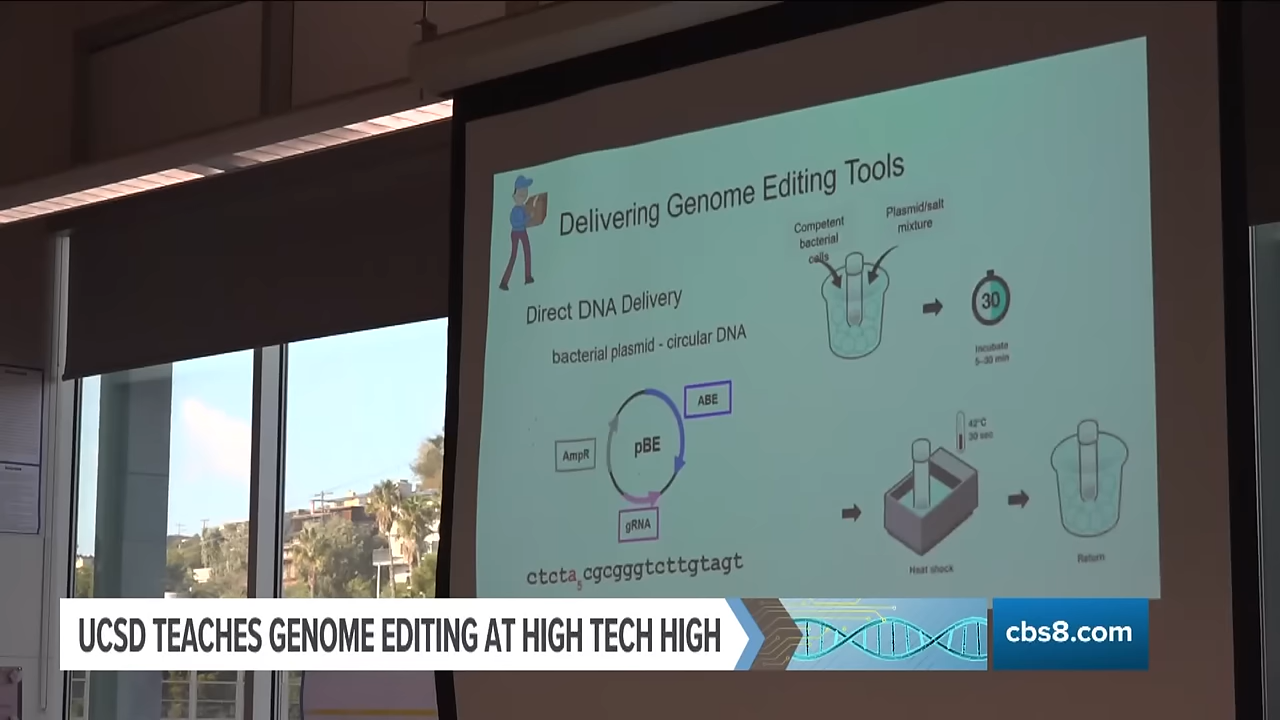 Delivering Genome Editing Tools
Competent
bacterial
cells
Plasmid/salt
mixture
Direct DNA Delivery
bacterial plasmid - circular DNA
30
Incubate
5-30 min
ABE
AmpR
pBE
gRNA
42°C
30 sec
Heat shock
Return
ctcta5cgcgggtcttgtagt
UCSD TEACHES GENOME EDITING AT HIGH TECH HIGH
cbs8.com